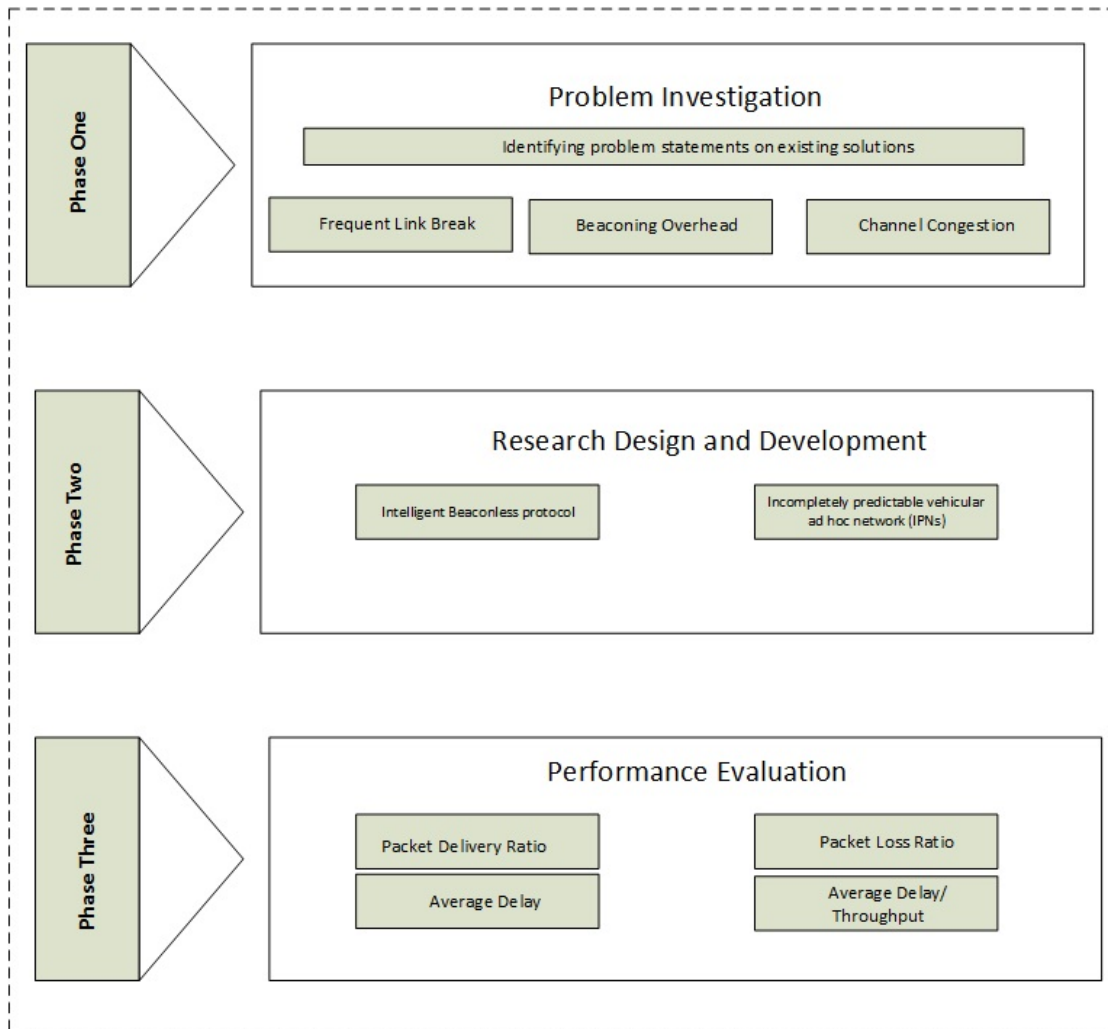 Phase One
Problem Investigation
Identifying problem statements on existing solutions
Frequent Link Break
Beaconing Overhead
Channel Congestion
Phase Two
Research Design and Development
Intelligent Beaconless protocol
Incompletely predictable vehicular
ad hoc network (IPNs)
Phase Three
Performance Evaluation
Packet Delivery Ratio
Packet Loss Ratio
Average Delay
Average Delay/
Throughput